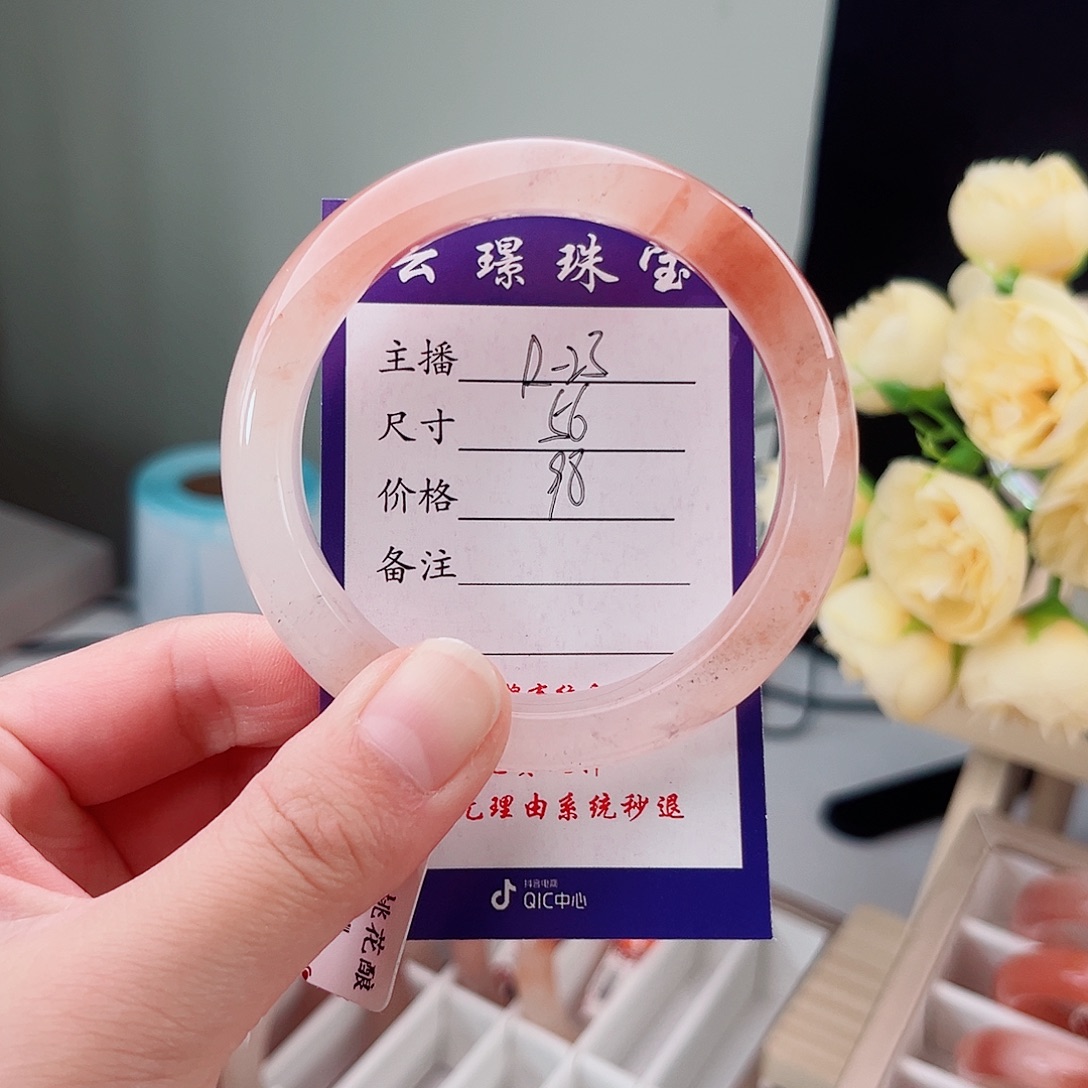 云璟珠宝
主播 R-23
尺寸 56
价格 98
备注
无理由系统秒退
抖音电商
QIC中心
桃花酿